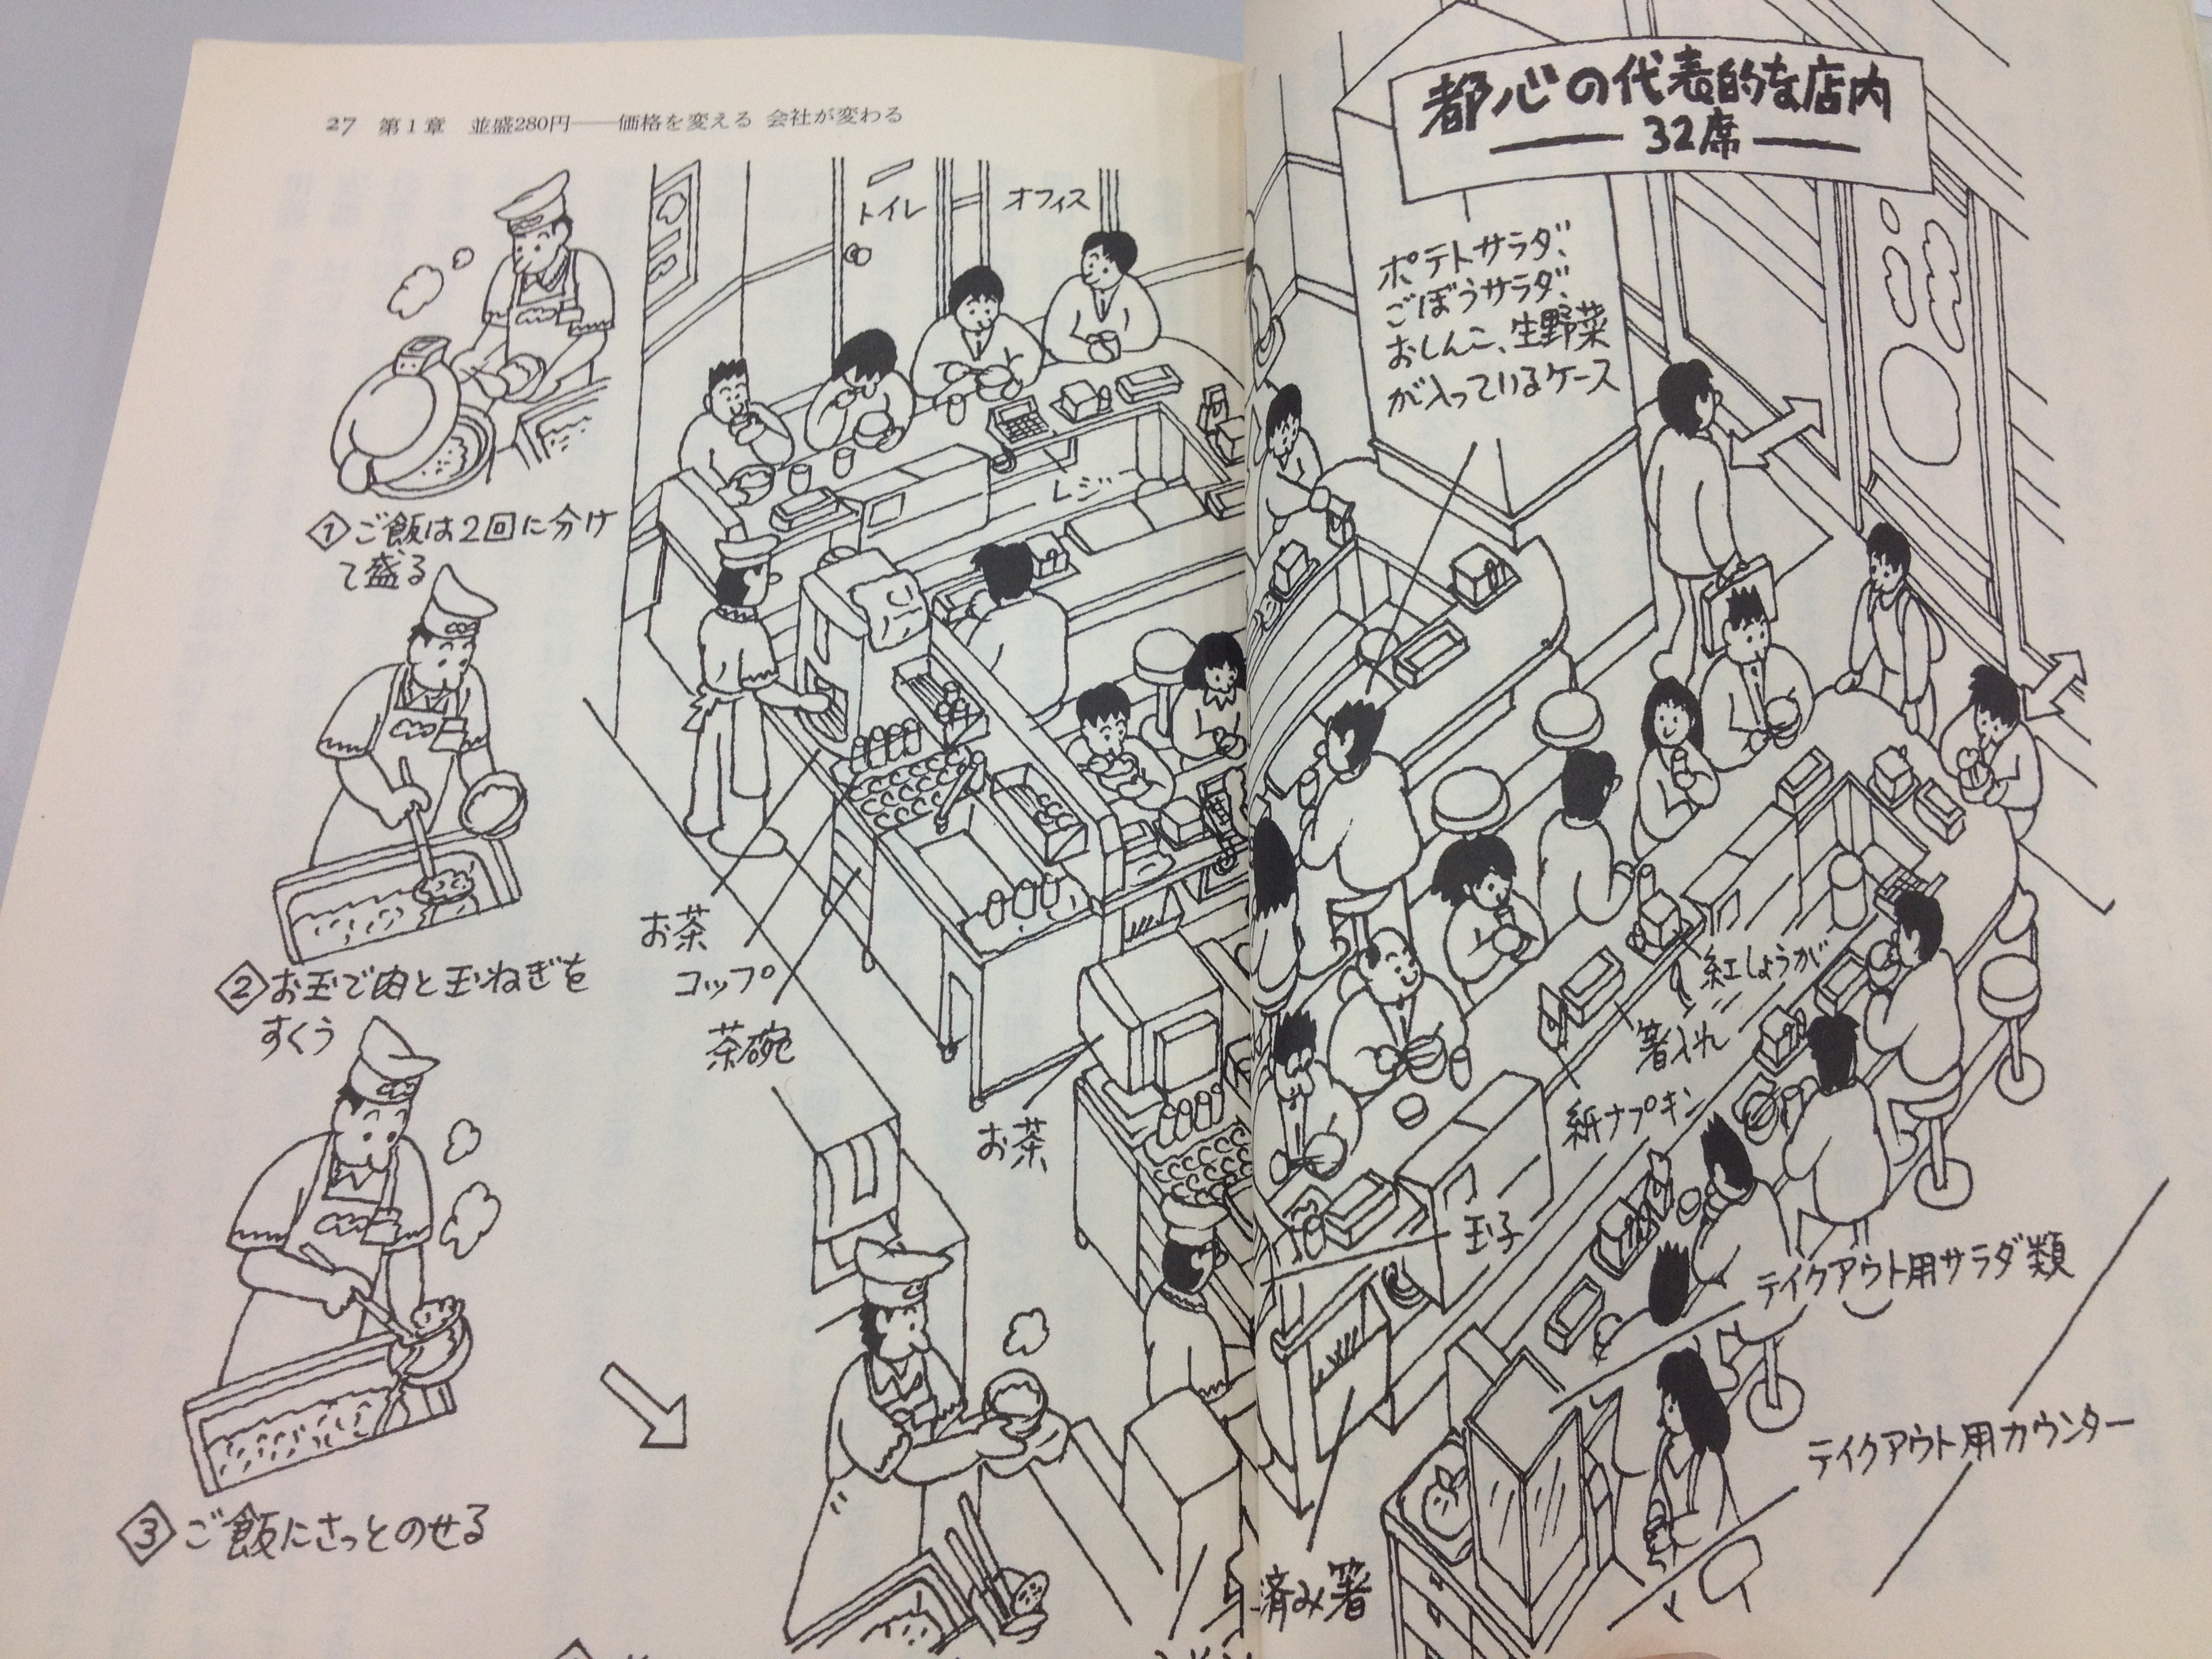 27 第1章 並盛280円──価格を変える 会社が変わる
トイレ
オフィス
レジ
①ご飯は2回に分け
て盛る
②お玉で肉と玉ねぎを
すくう
③ご飯にさっとのせる
お茶
コップ
茶碗
お茶
都心の代表的な店内
32席
ポテトサラダ、
ごぼうサラダ、
おしんこ、生野菜
が入っているケース
紅しょうが
箸入れ
紙ナプキン
玉子
テイクアウト用サラダ類
テイクアウト用カウンター
済み箸